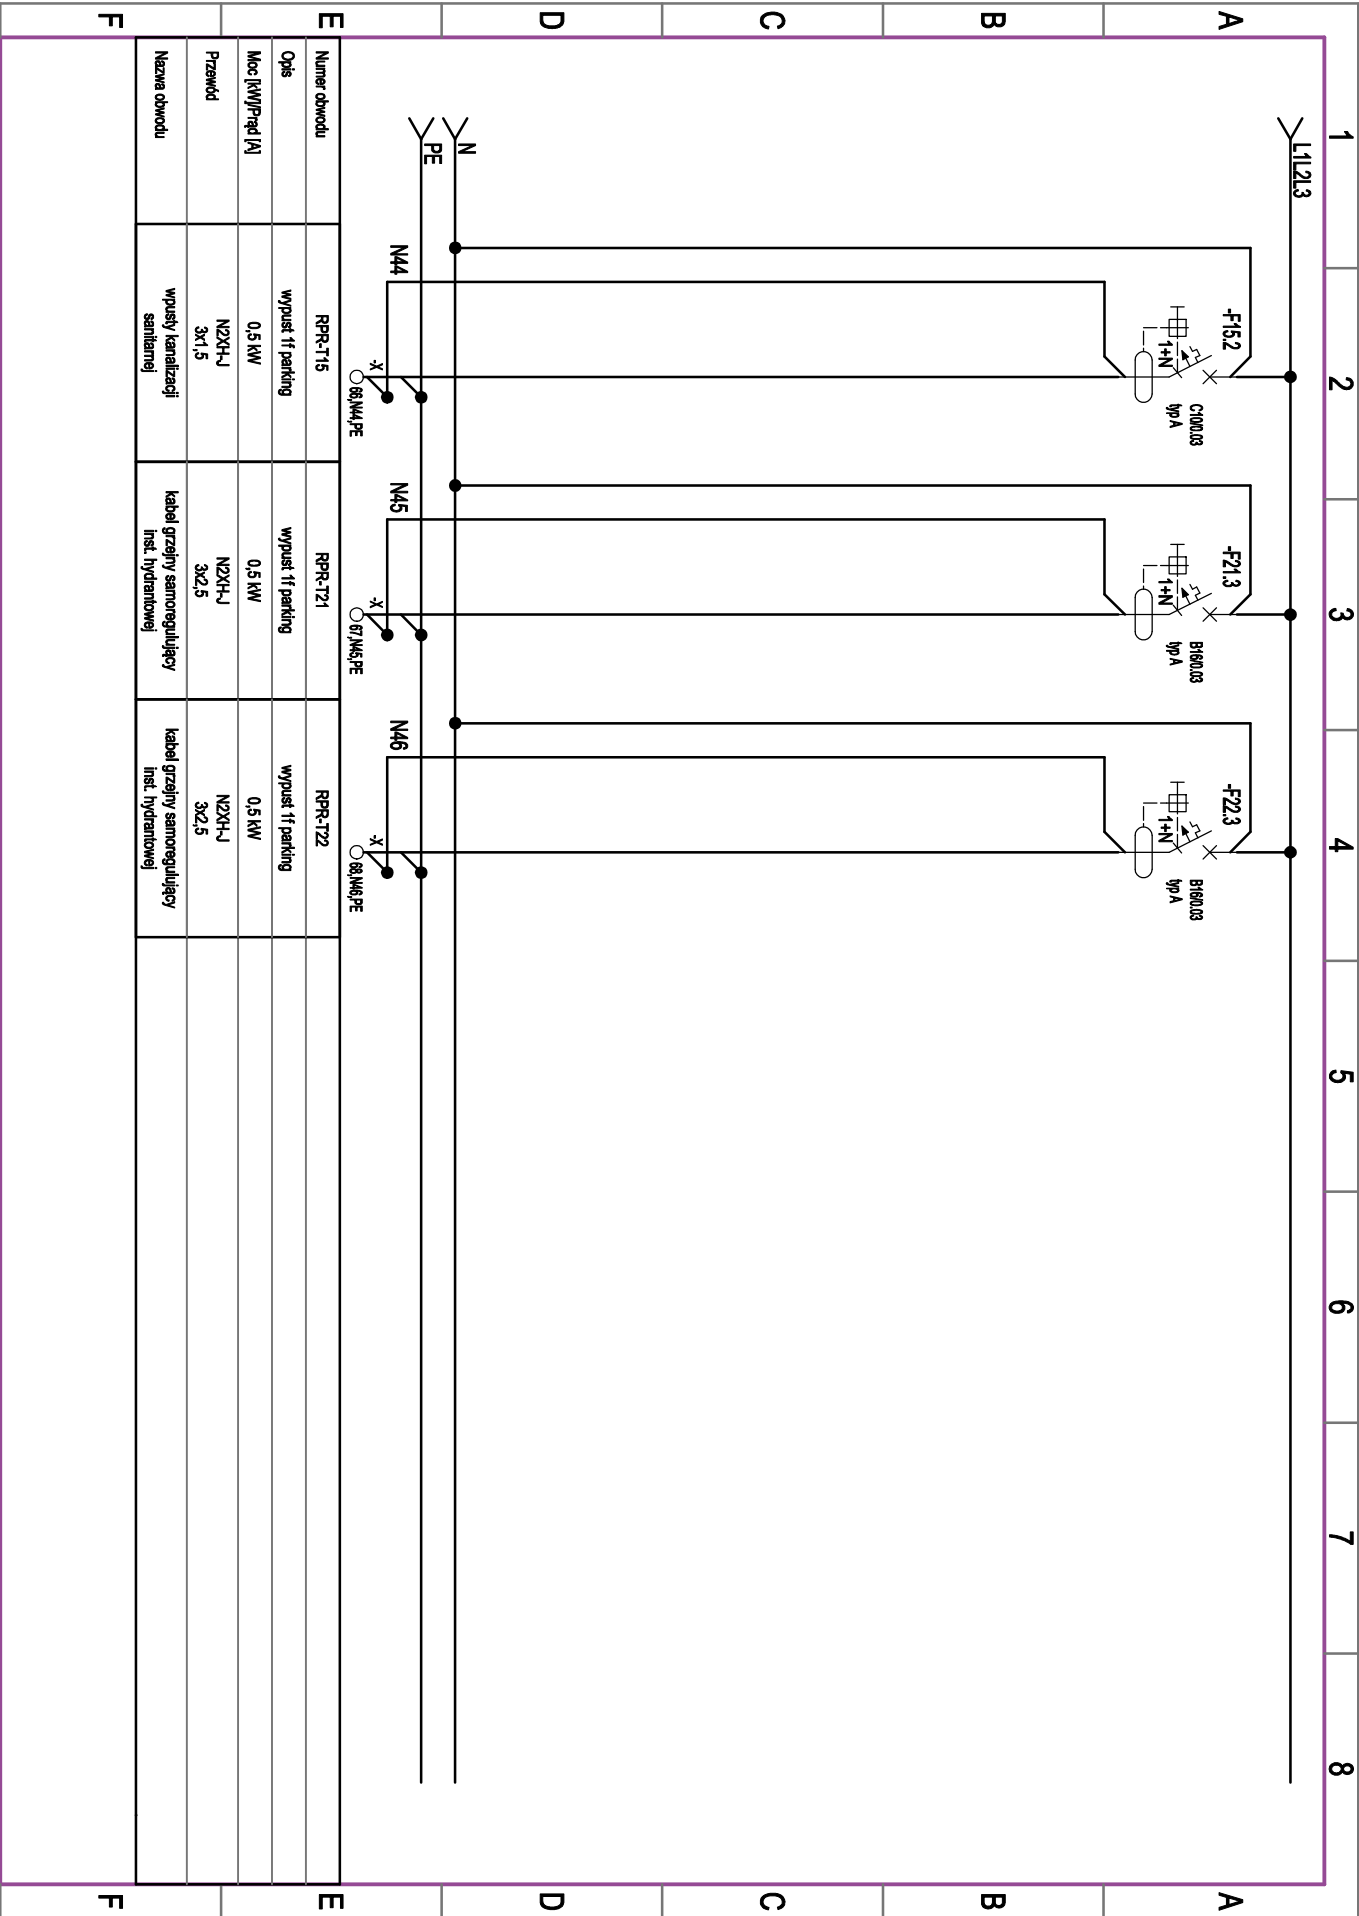 1 2 3 4 5 6 7 8
A A
B B
C C
D D
E E
F F
L1L2L3
-F15.2
1+N
C10/0.03
typ A
-F21.3
1+N
B16/0.03
typ A
-F22.3
1+N
B16/0.03
typ A
N
PE
N44
-X
66,N44,PE
N45
-X
67,N45,PE
N46
-X
68,N46,PE
Numer obwodu RPR-T15 RPR-T21 RPR-T22
Opis wypust 1f parking wypust 1f parking wypust 1f parking
Moc [kW]/Prąd [A] 0,5 kW 0,5 kW 0,5 kW
Przewód N2XH-J N2XH-J N2XH-J
3x1,5 3x2,5 3x2,5
Nazwa obwodu wpusty kanalizacji kabel grzejny samoregulujący kabel grzejny samoregulujący
sanitarnej inst. hydrantowej inst. hydrantowej